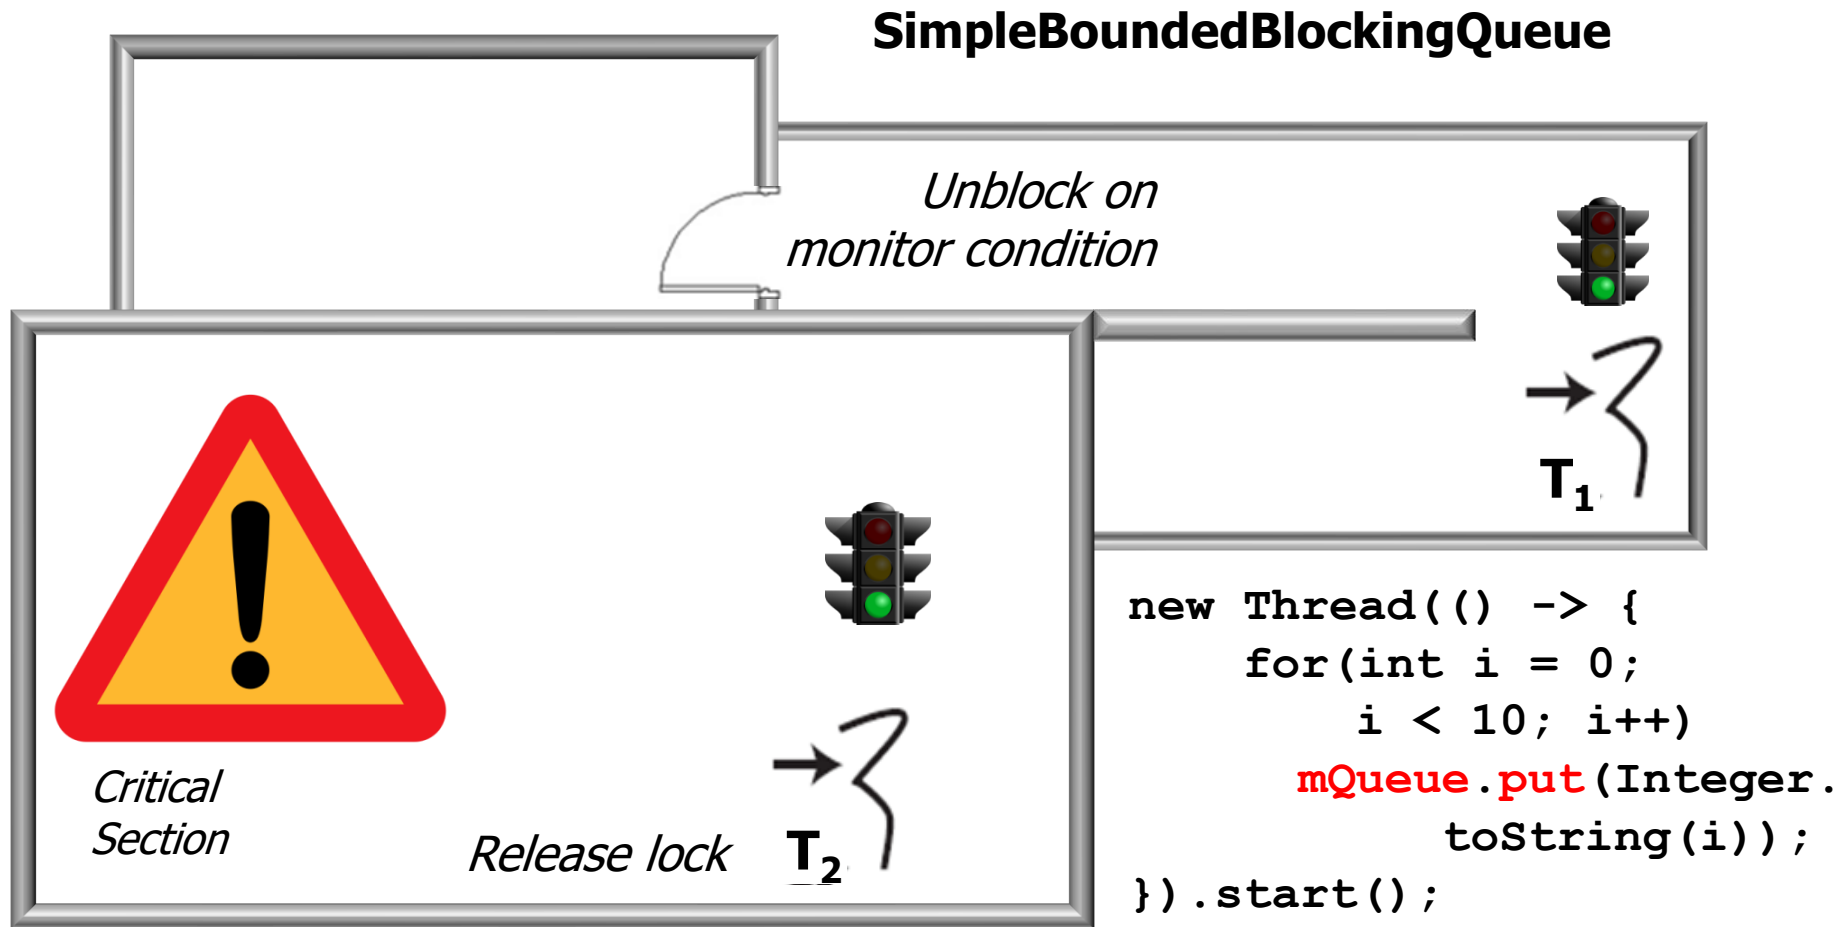 SimpleBoundedBlockingQueue
Unblock on
monitor condition
T1
Critical
Section
Release lock
T2
new Thread(() -> {
for(int i = 0;
i < 10; i++)
mQueue.put(Integer.
toString(i));
}).start();